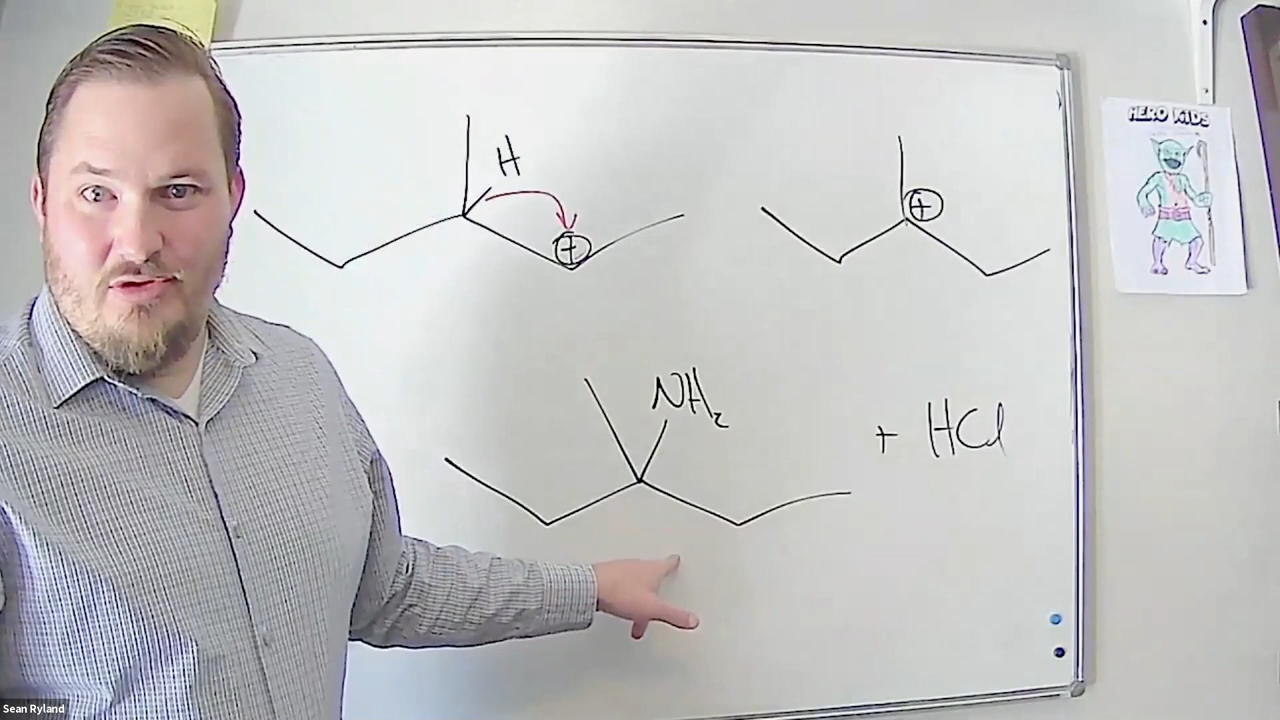 H
+
+
NH₂
+ HCl
HERO KIDS
Sean Ryland